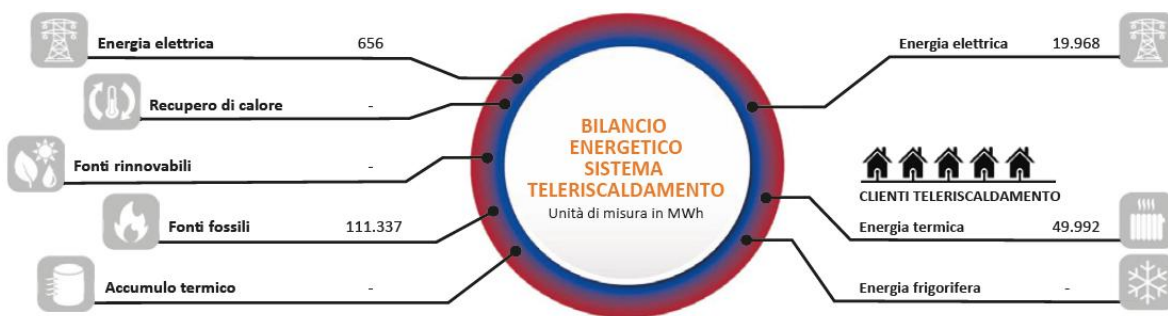 Energia elettrica 656
Recupero di calore -
Fonti rinnovabili -
Fonti fossili 111.337
Accumulo termico -
BILANCIO
ENERGETICO
SISTEMA
TELERISCALDAMENTO
Unità di misura in MWh
Energia elettrica 19.968
CLIENTI TELERISCALDAMENTO
Energia termica 49.992
Energia frigorifera -